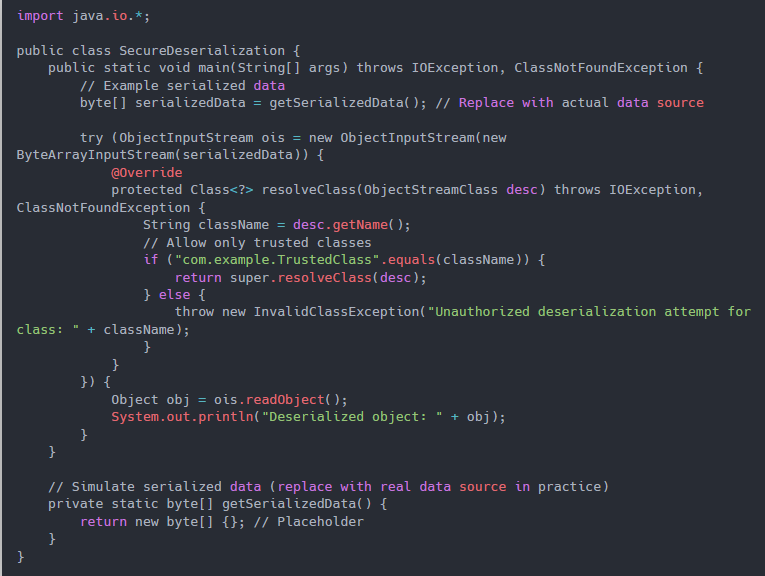 import java.io.*;
public class SecureDeserialization {
public static void main(String[] args) throws IOException, ClassNotFoundException {
// Example serialized data
byte[] serializedData = getSerializedData(); // Replace with actual data source
try (ObjectInputStream ois = new ObjectInputStream(new
ByteArrayInputStream(serializedData)) {
@Override
protected Class<?> resolveClass(ObjectStreamClass desc) throws IOException,
ClassNotFoundException {
String className = desc.getName();
// Allow only trusted classes
if ("com.example.TrustedClass".equals(className)) {
return super.resolveClass(desc);
} else {
throw new InvalidClassException("Unauthorized deserialization attempt for
class: " + className);
}
}
}) {
Object obj = ois.readObject();
System.out.println("Deserialized object: " + obj);
}
}
// Simulate serialized data (replace with real data source in practice)
private static byte[] getSerializedData() {
return new byte[] {}; // Placeholder
}
}